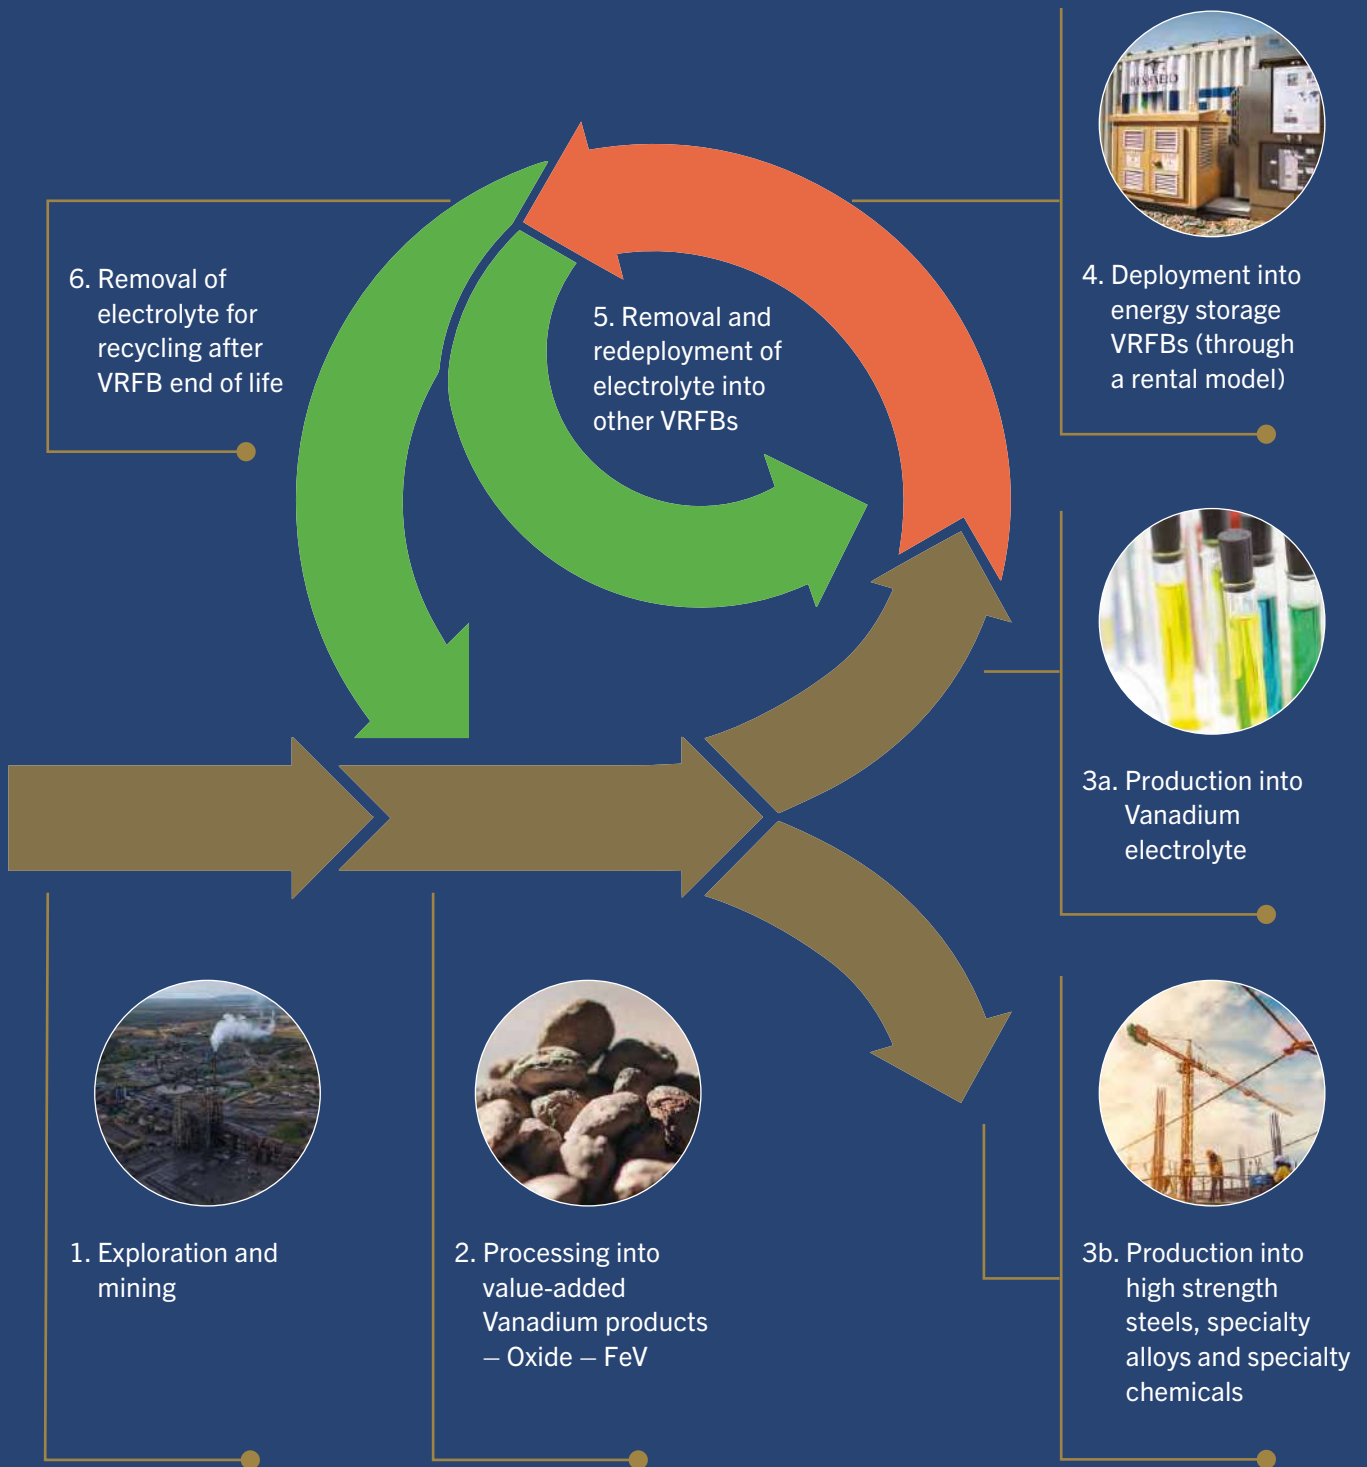 1. Exploration and
mining
2. Processing into
value-added
Vanadium products
– Oxide – FeV
3a. Production into
Vanadium
electrolyte
3b. Production into
high strength
steels, specialty
alloys and specialty
chemicals
4. Deployment into
energy storage
VRFBs (through
a rental model)
5. Removal and
redeployment of
electrolyte into
other VRFBs
6. Removal of
electrolyte for
recycling after
VRFB end of life